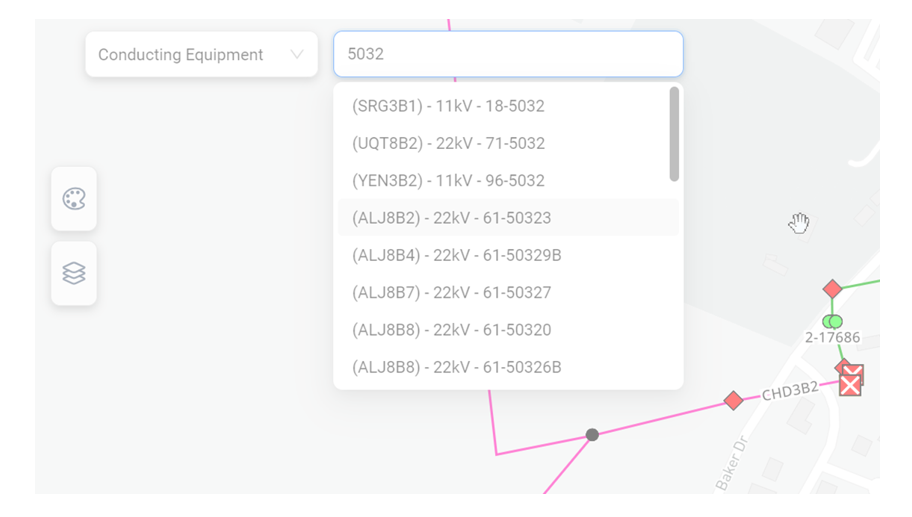 Conducting Equipment
5032
(SRG3B1) - 11kV - 18-5032
(UQT8B2) - 22kV - 71-5032
(YEN3B2) - 11kV - 96-5032
(ALJ8B2) - 22kV - 61-50323
(ALJ8B4) - 22kV - 61-50329B
(ALJ8B7) - 22kV - 61-50327
(ALJ8B8) - 22kV - 61-50320
(ALJ8B8) - 22kV - 61-50326B
2-17686
CHD3B2
Baker Dr